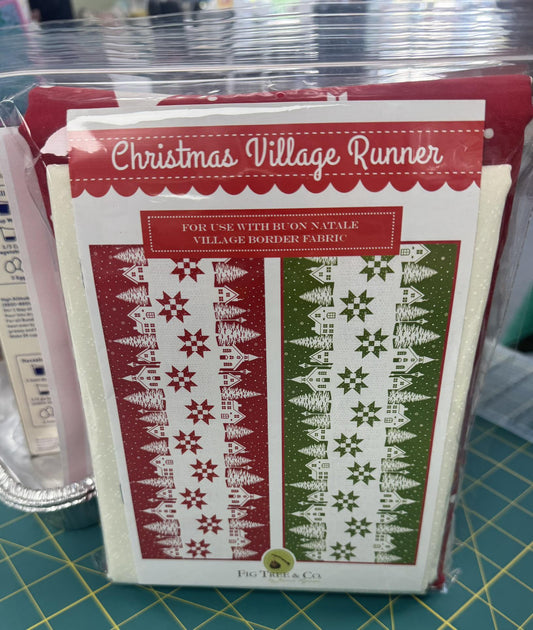 Christmas Village Runner
FOR USE WITH BUON NATALE
VILLAGE BORDER FABRIC
FIG TREE & CO.